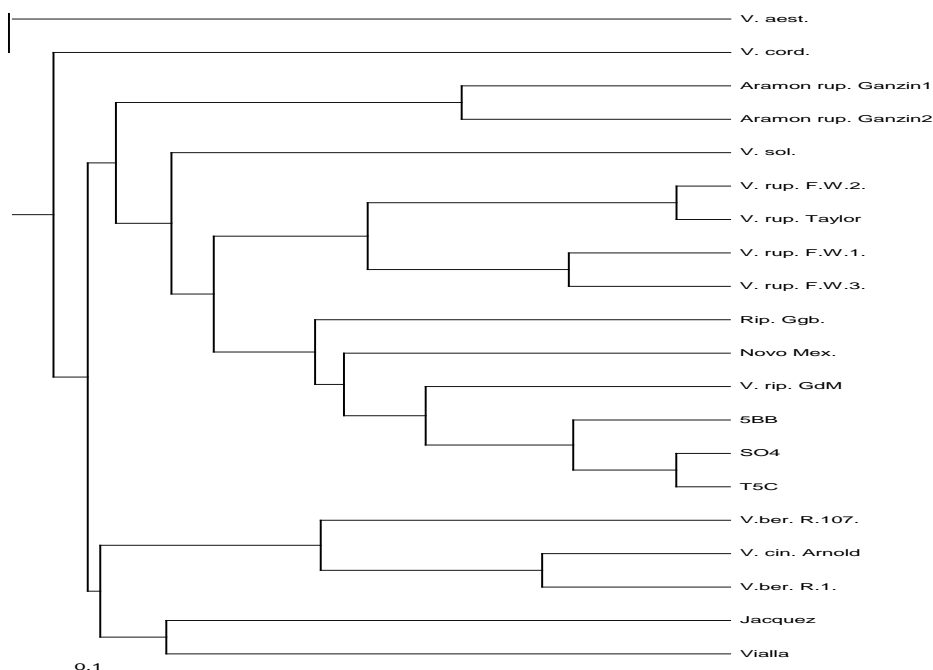 V. aest.
V. cord.
Aramon rup. Ganzin1
Aramon rup. Ganzin2
V. sol.
V. rup. F.W.2.
V. rup. Taylor
V. rup. F.W.1.
V. rup. F.W.3.
Rip. Ggb.
Novo Mex.
V. rip. GdM
5BB
SO4
T5C
V.ber. R.107.
V. cin. Arnold
V.ber. R.1.
Jacquez
Vialla
0.1